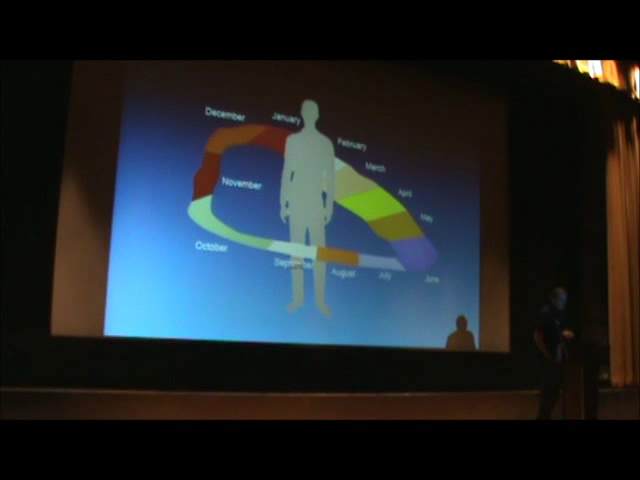 December
January
February
March
November
April
May
October
September
August
July
June